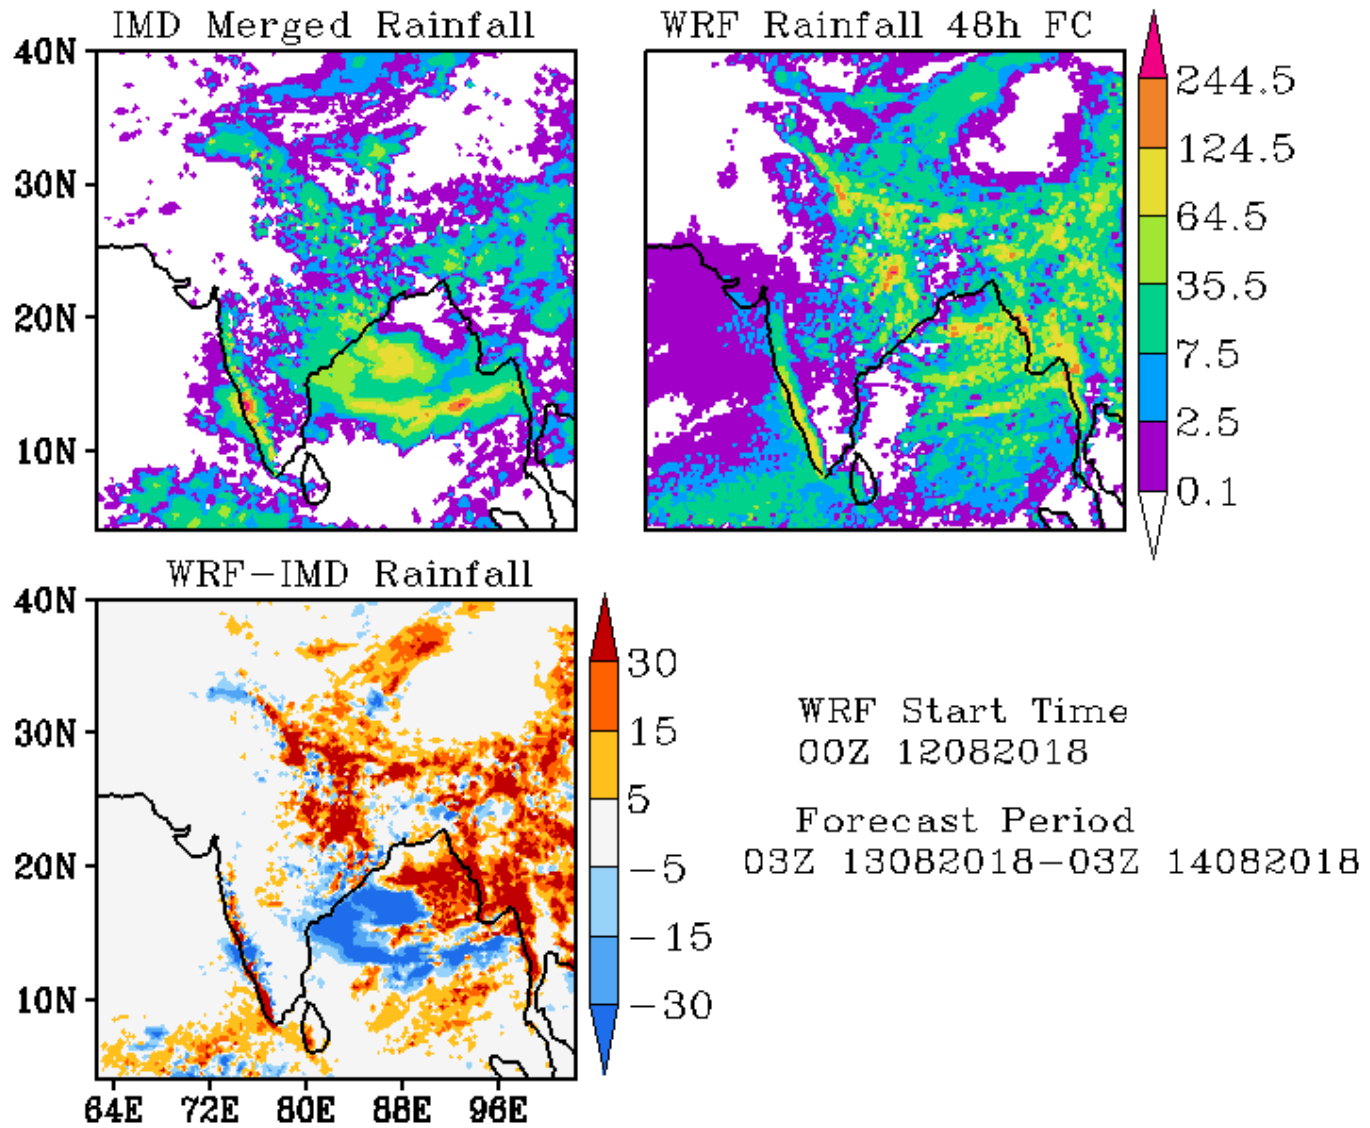 IMD Merged Rainfall
WRF Rainfall 48h FC
40N
30N
20N
10N
244.5
124.5
64.5
35.5
7.5
2.5
0.1
WRF-IMD Rainfall
40N
30N
20N
10N
64E 72E 80E 88E 96E
30
15
5
-5
-15
-30
WRF Start Time
00Z 12082018
Forecast Period
03Z 13082018-03Z 14082018